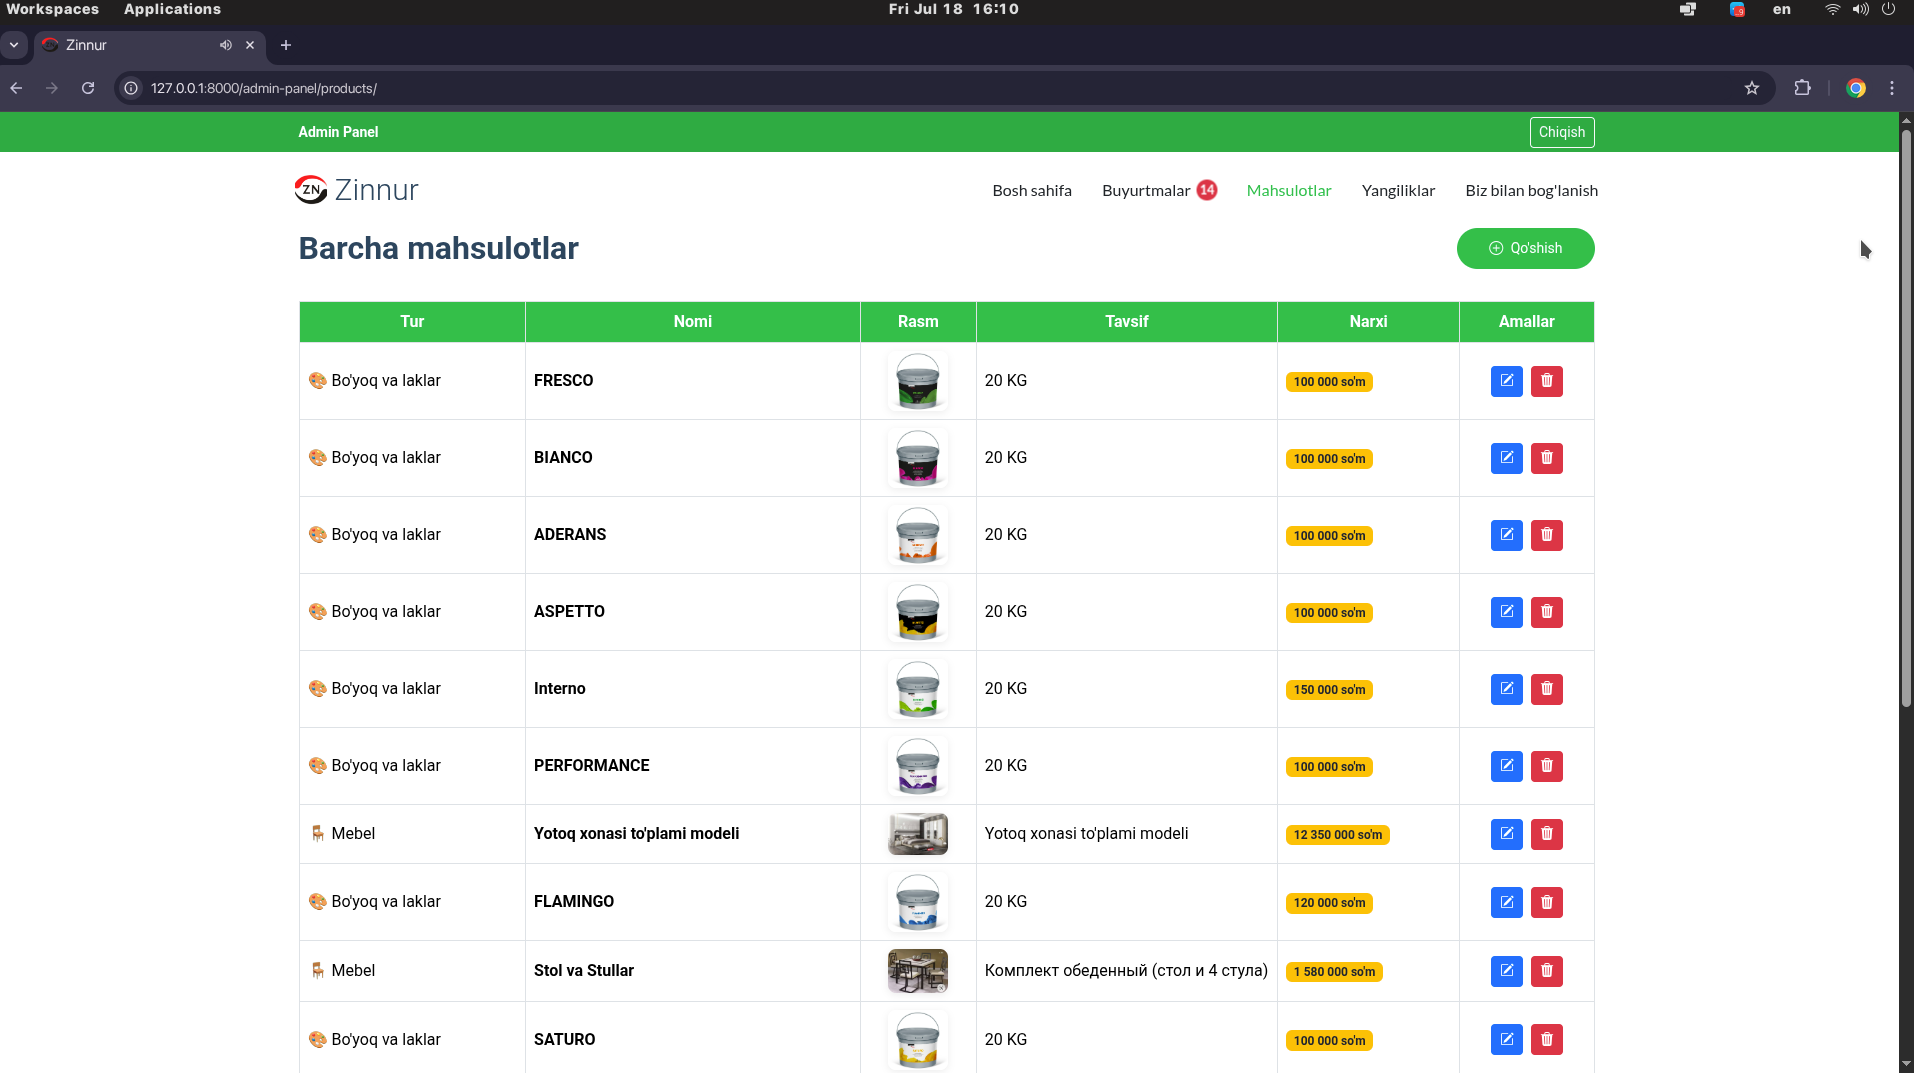 Workspaces Applications Fri Jul 18 16:10 en
Zinnur
127.0.0.1:8000/admin-panel/products/
Admin Panel Chiqish
ZN Zinnur Bosh sahifa Buyurtmalar 14 Mahsulotlar Yangiliklar Biz bilan bog'lanish
Barcha mahsulotlar Qo'shish
Tur Nomi Rasm Tavsif Narxi Amallar
Bo'yoq va laklar FRESCO 20 KG 100 000 so'm
Bo'yoq va laklar BIANCO 20 KG 100 000 so'm
Bo'yoq va laklar ADERANS 20 KG 100 000 so'm
Bo'yoq va laklar ASPETTO 20 KG 100 000 so'm
Bo'yoq va laklar Interno 20 KG 150 000 so'm
Bo'yoq va laklar PERFORMANCE 20 KG 100 000 so'm
Mebel Yotoq xonasi to'plami modeli Yotoq xonasi to'plami modeli 12 350 000 so'm
Bo'yoq va laklar FLAMINGO 20 KG 120 000 so'm
Mebel Stol va Stullar Комплект обеденный (стол и 4 стула) 1 580 000 so'm
Bo'yoq va laklar SATURO 20 KG 100 000 so'm